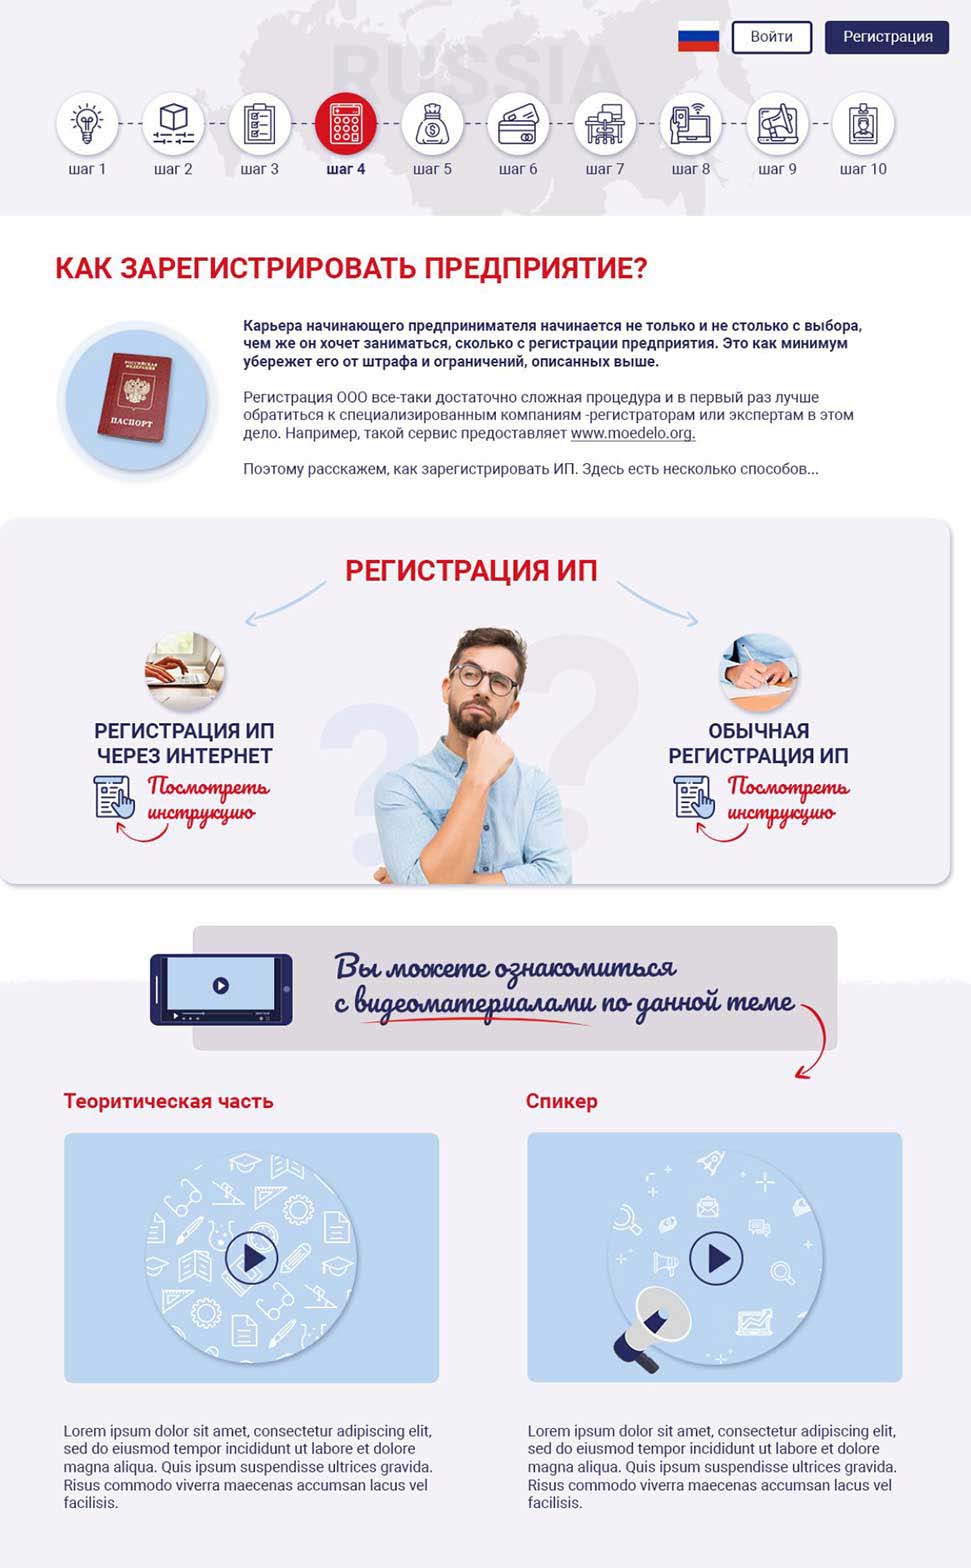 RUSSIA
Войти
Регистрация
шаг 1
шаг 2
шаг 3
шаг 4
шаг 5
шаг 6
шаг 7
шаг 8
шаг 9
шаг 10
КАК ЗАРЕГИСТРИРОВАТЬ ПРЕДПРИЯТИЕ?
РОССИЙСКАЯ
ФЕДЕРАЦИЯ
ПАСПОРТ
Карьера начинающего предпринимателя начинается не только и не столько с выбора,
чем же он хочет заниматься, сколько с регистрации предприятия. Это как минимум
убережет его от штрафа и ограничений, описанных выше.
Регистрация ООО все-таки достаточно сложная процедура и в первый раз лучше
обратиться к специализированным компаниям -регистраторам или экспертам в этом
дело. Например, такой сервис предоставляет www.moedelo.org.
Поэтому расскажем, как зарегистрировать ИП. Здесь есть несколько способов...
РЕГИСТРАЦИЯ ИП
РЕГИСТРАЦИЯ ИП
ЧЕРЕЗ ИНТЕРНЕТ
Посмотреть
инструкцию
ОБЫЧНАЯ
РЕГИСТРАЦИЯ ИП
Посмотреть
инструкцию
Вы можете ознакомиться
с видеоматериалами по данной теме
Теоритическая часть
Спикер
Lorem ipsum dolor sit amet, consectetur adipiscing elit,
sed do eiusmod tempor incididunt ut labore et dolore
magna aliqua. Quis ipsum suspendisse ultrices gravida.
Risus commodo viverra maecenas accumsan lacus vel
facilisis.
Lorem ipsum dolor sit amet, consectetur adipiscing elit,
sed do eiusmod tempor incididunt ut labore et dolore
magna aliqua. Quis ipsum suspendisse ultrices gravida.
Risus commodo viverra maecenas accumsan lacus vel
facilisis.